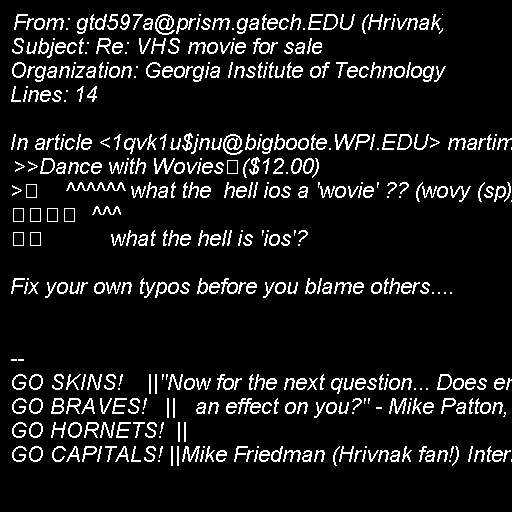 From: gtd597a@prism.gatech.EDU (Hrivnak)
Subject: Re: VHS movie for sale
Organization: Georgia Institute of Technology
Lines: 14

In article <1qvk1u$jnu@bigboote.WPI.EDU> martim
>>Dance with Wovies□($12.00)
>□ ^^^^^^ what the hell ios a 'wovie' ?? (wovy (sp)
□□□□ ^^^
□□ what the hell is 'ios'?

Fix your own typos before you blame others....

--
GO SKINS! ||"Now for the next question... Does em
GO BRAVES! || an effect on you?" - Mike Patton,
GO HORNETS! ||
GO CAPITALS! ||Mike Friedman (Hrivnak fan!) Inter